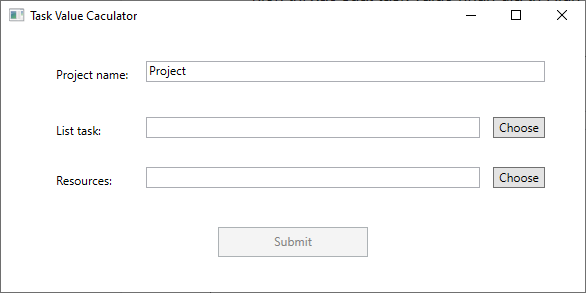 Task Value Caculator
Project name: Project
List task: Choose
Resources: Choose
Submit